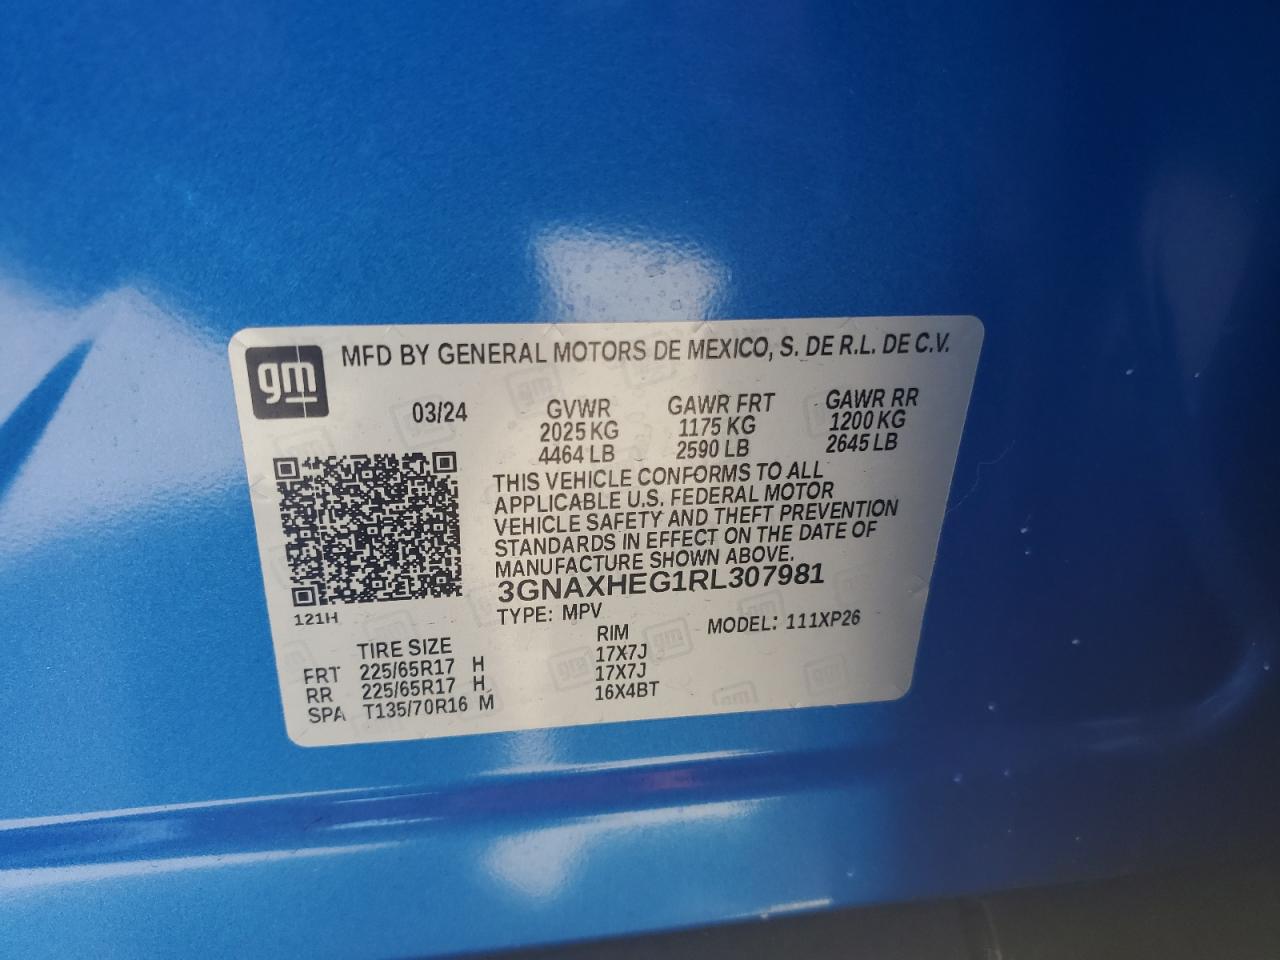 gm
MFD BY GENERAL MOTORS DE MEXICO, S. DE R.L. DE C.V.
03/24
GVWR
2025 KG
4464 LB
GAWR FRT
1175 KG
2590 LB
GAWR RR
1200 KG
2645 LB
THIS VEHICLE CONFORMS TO ALL
APPLICABLE U.S. FEDERAL MOTOR
VEHICLE SAFETY AND THEFT PREVENTION
STANDARDS IN EFFECT ON THE DATE OF
MANUFACTURE SHOWN ABOVE.
3GNAXHEG1RL307981
TYPE: MPV
MODEL: 111XP26
121H
TIRE SIZE RIM
FRT 225/65R17 H 17X7J
RR 225/65R17 H 17X7J
SPA T135/70R16 M 16X4BT